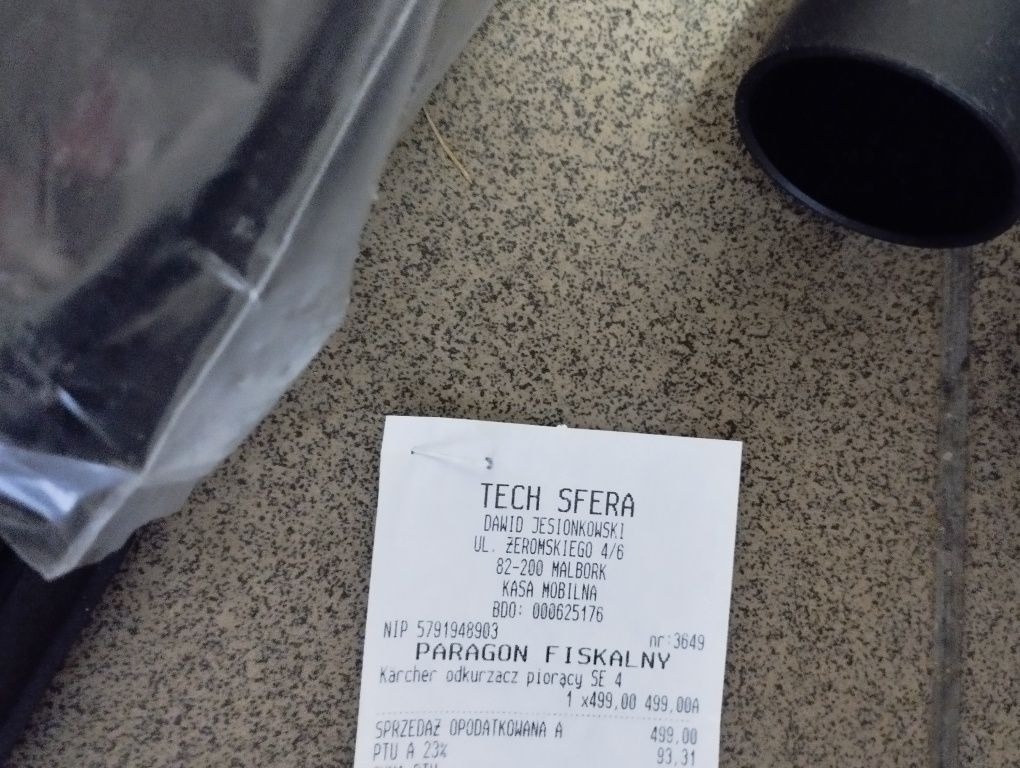 TECH SFERA
DAWID JESIONKOWSKI
UL. ŻEROMSKIEGO 4/6
82-200 MALBORK
KASA MOBILNA
BDO: 000625176
NIP 5791948903 nr:3649
PARAGON FISKALNY
Karcher odkurzacz piorący SE 4
1 x499,00 499,00A
SPRZEDAŻ OPODATKOWANA A 499,00
PTU A 23% 93,31